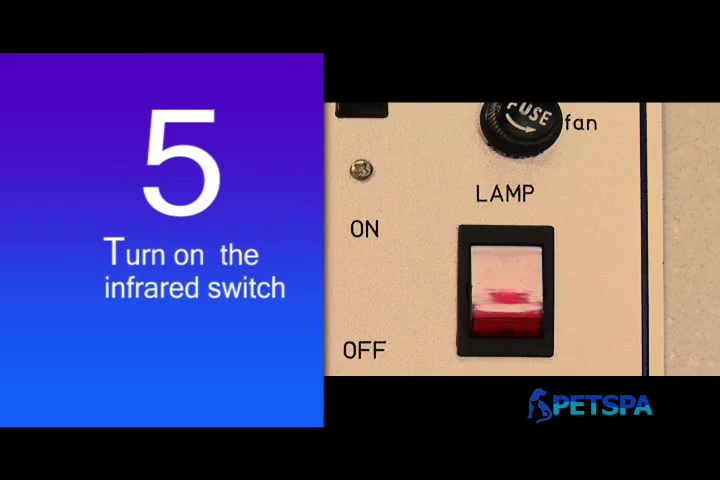 5
Turn on the
infrared switch
FUSE
fan
LAMP
ON
OFF
PETSPA